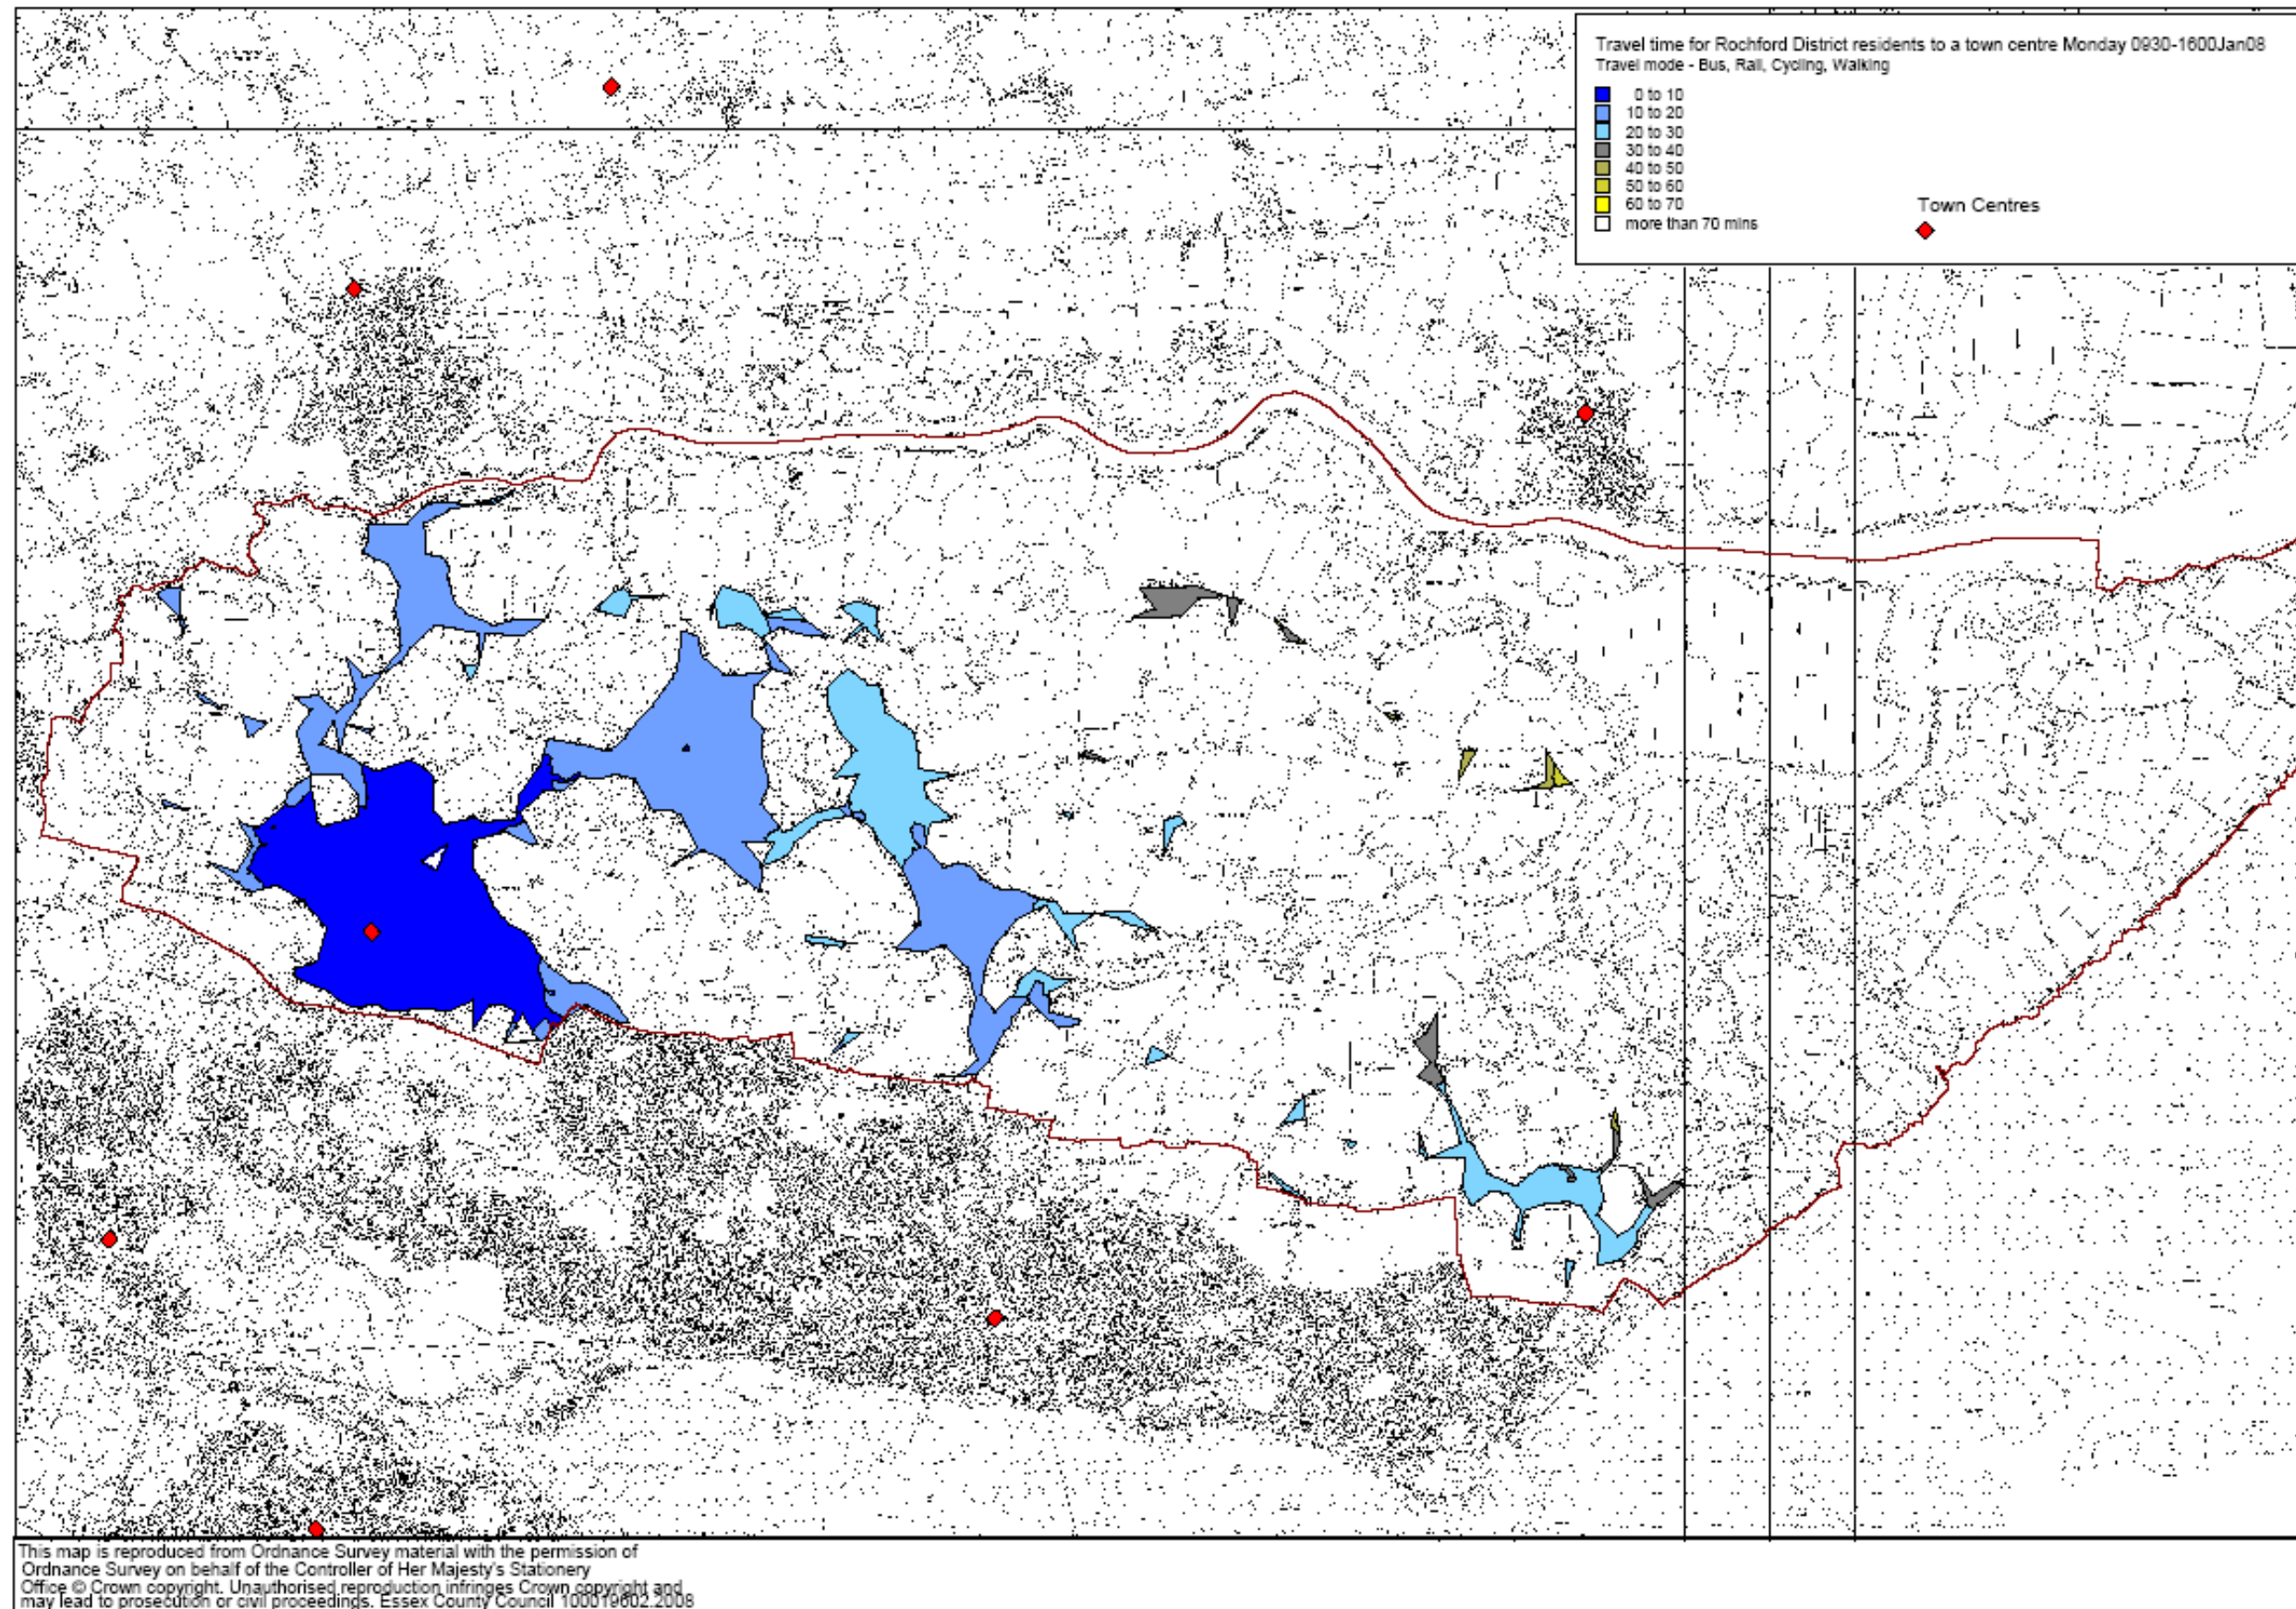 Travel time for Rochford District residents to a town centre Monday 0930-1600Jan08
Travel mode - Bus, Rail, Cycling, Walking
0 to 10
10 to 20
20 to 30
30 to 40
40 to 50
50 to 60
60 to 70
more than 70 mins
Town Centres
This map is reproduced from Ordnance Survey material with the permission of
Ordnance Survey on behalf of the Controller of Her Majesty's Stationery
Office © Crown copyright. Unauthorised reproduction infringes Crown copyright and
may lead to prosecution or civil proceedings. Essex County Council 100019602.2008